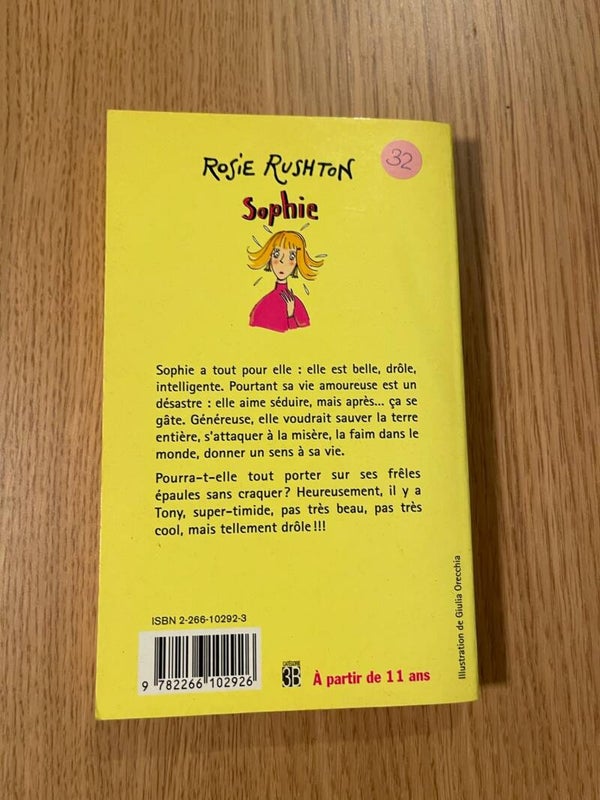 ROSiE RUSHTON
32
Sophie
Sophie a tout pour elle : elle est belle, drôle,
intelligente. Pourtant sa vie amoureuse est un
désastre : elle aime séduire, mais après... ça se
gâte. Généreuse, elle voudrait sauver la terre
entière, s'attaquer à la misère, la faim dans le
monde, donner un sens à sa vie.
Pourra-t-elle tout porter sur ses frêles
épaules sans craquer ? Heureusement, il y a
Tony, super-timide, pas très beau, pas très
cool, mais tellement drôle !!!
Illustration de Giulia Orecchia
ISBN 2-266-10292-3
9 782266 102926
CATÉGORIE
3B
À partir de 11 ans